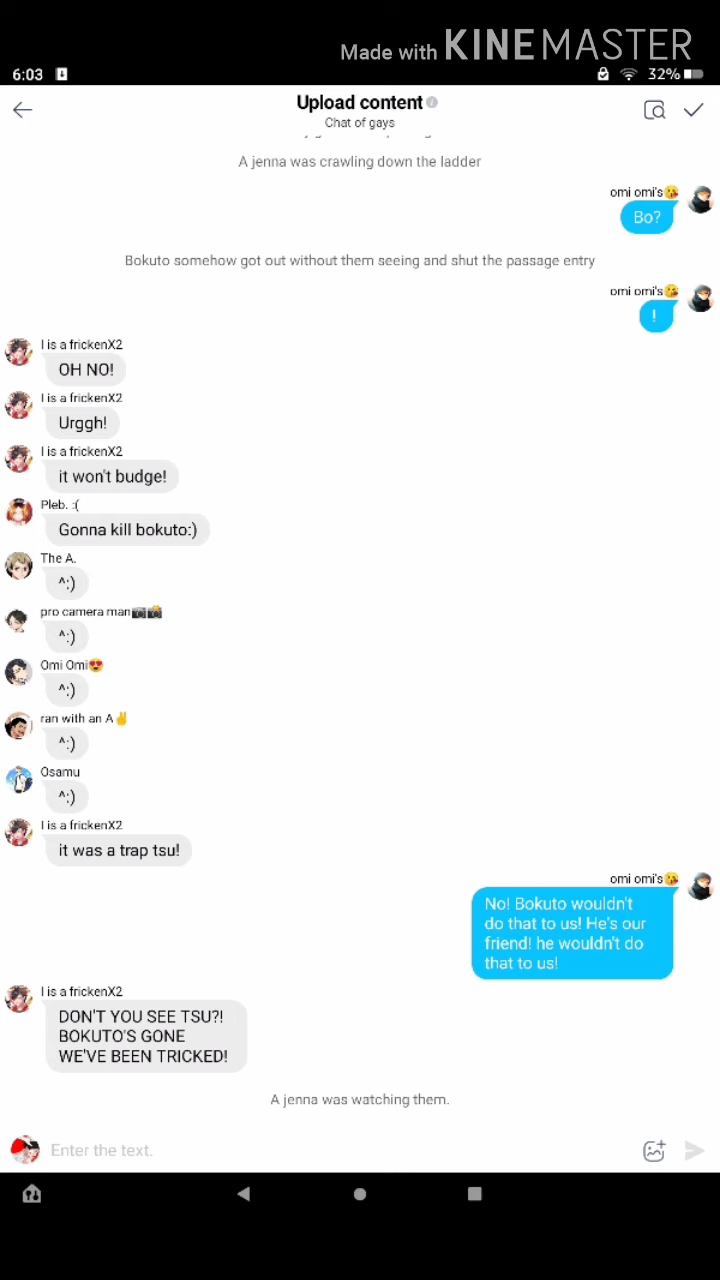 Made with KINEMASTER
6:03
32%
Upload content
Chat of gays
A jenna was crawling down the ladder
omi omi's😘
Bo?
Bokuto somehow got out without them seeing and shut the passage entry
omi omi's😘
!
I is a frickenX2
OH NO!
I is a frickenX2
Urggh!
I is a frickenX2
it won't budge!
Pleb. :(
Gonna kill bokuto:)
The A.
^:)
pro camera man📷📸
^:)
Omi Omi😍
^:)
ran with an A✌
^:)
Osamu
^:)
I is a frickenX2
it was a trap tsu!
omi omi's😘
No! Bokuto wouldn't
do that to us! He's our
friend! he wouldn't do
that to us!
I is a frickenX2
DON'T YOU SEE TSU?!
BOKUTO'S GONE
WE'VE BEEN TRICKED!
A jenna was watching them.
Enter the text.